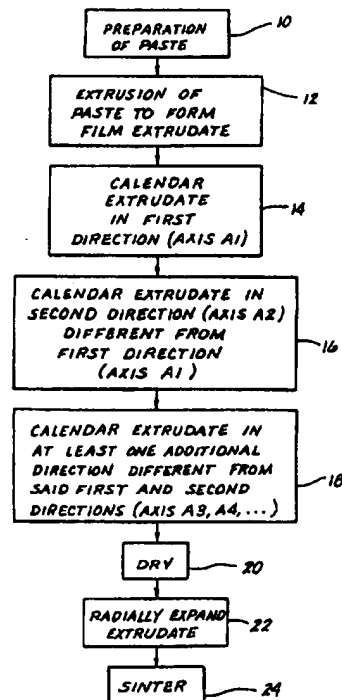 PREPARATION
OF PASTE
10
EXTRUSION OF
PASTE TO FORM
FILM EXTRUDATE
12
CALENDAR
EXTRUDATE
IN FIRST
DIRECTION (AXIS A1)
14
CALENDAR EXTRUDATE IN
SECOND DIRECTION (AXIS A2)
DIFFERENT FROM
FIRST DIRECTION
(AXIS A1)
16
CALENDAR EXTRUDATE IN
AT LEAST ONE ADDITIONAL
DIRECTION DIFFERENT FROM
SAID FIRST AND SECOND
DIRECTIONS (AXIS A3, A4, ...)
18
DRY
20
RADIALLY EXPAND
EXTRUDATE
22
SINTER
24